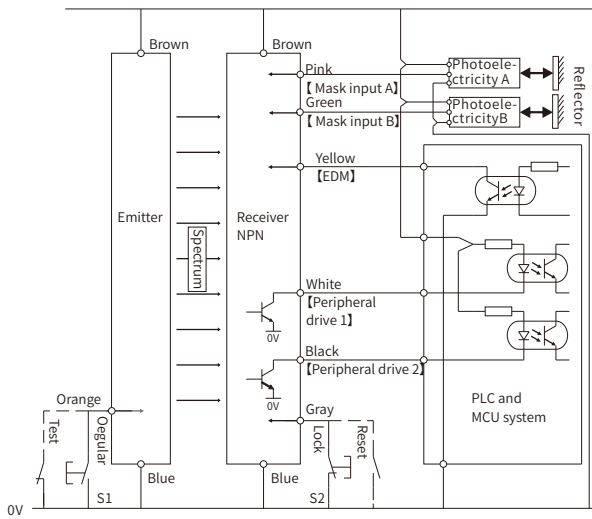 Brown
Brown
Pink
【Mask input A】
Green
【Mask input B】
Photoele-
ctricity A
Photoele-
ctricityB
Reflector
Yellow
【EDM】
Emitter
Spectrum
Receiver
NPN
White
【Peripheral
drive 1】
0V
Black
【Peripheral drive 2】
0V
PLC and
MCU system
Orange
Test
Oegular
S1
Blue
Gray
Lock
Reset
S2
Blue
0V